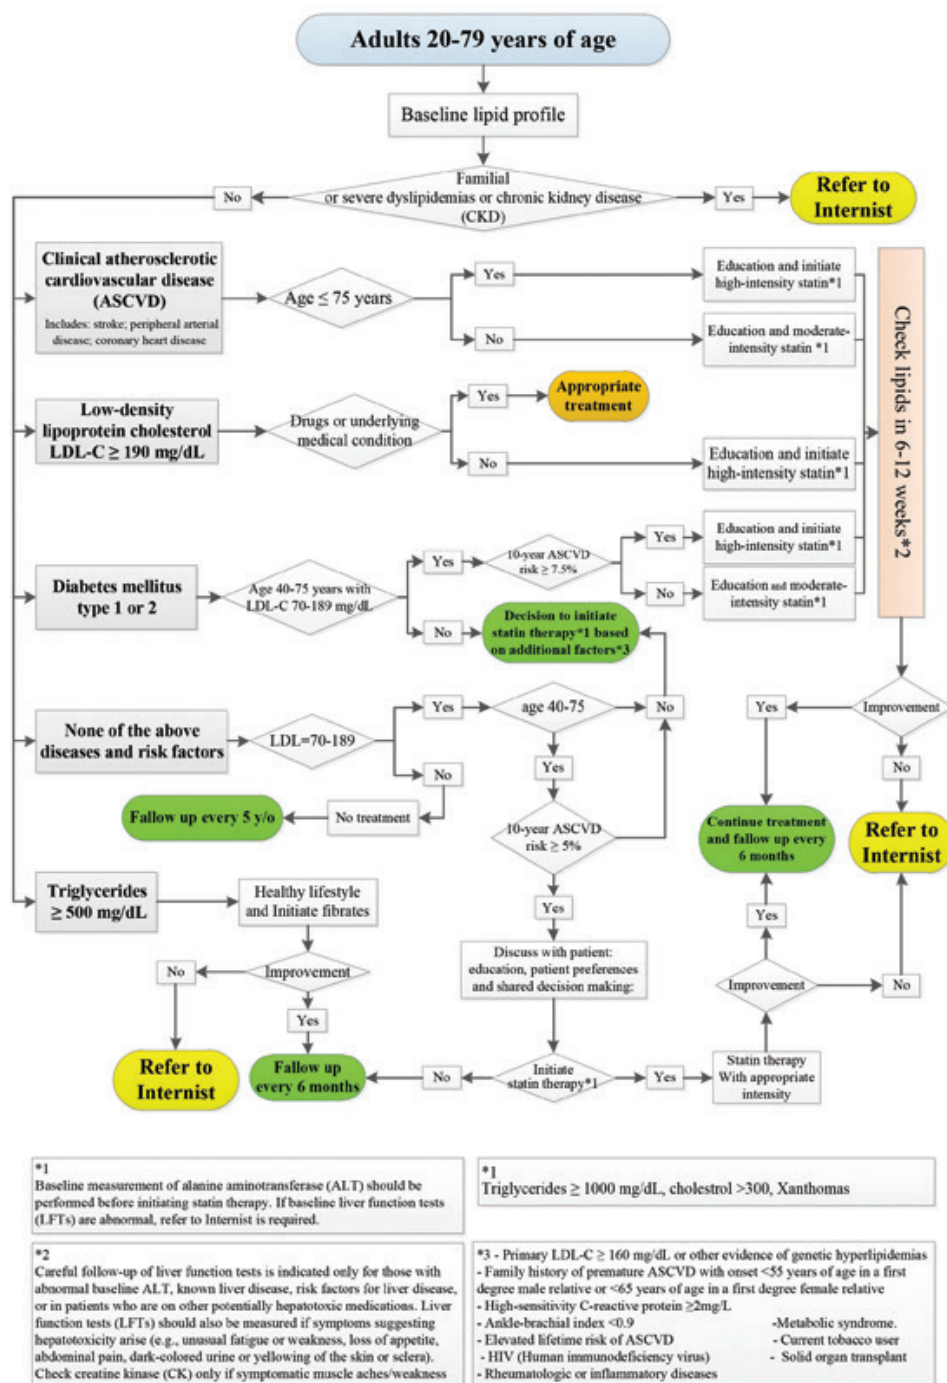 Adults 20-79 years of age
Baseline lipid profile
Familial
or severe dyslipidemias or chronic kidney disease
(CKD)
No
Yes
Refer to
Internist
Clinical atherosclerotic
cardiovascular disease
(ASCVD)
Includes: stroke; peripheral arterial
disease; coronary heart disease
Age ≤ 75 years
Yes
Education and initiate
high-intensity statin*1
No
Education and moderate-
intensity statin *1
Check lipids in 6-12 weeks*2
Low-density
lipoprotein cholesterol
LDL-C ≥ 190 mg/dL
Drugs or underlying
medical condition
Yes
Appropriate
treatment
No
Education and initiate
high-intensity statin*1
Diabetes mellitus
type 1 or 2
Age 40-75 years with
LDL-C 70-189 mg/dL
Yes
10-year ASCVD
risk ≥ 7.5%
Yes
Education and initiate
high-intensity statin*1
No
Education and moderate-
intensity statin*1
No
Decision to initiate
statin therapy*1 based
on additional factors*3
None of the above
diseases and risk factors
LDL=70-189
Yes
age 40-75
No
Yes
Improvement
No
Yes
No
No treatment
Fallow up every 5 y/o
10-year ASCVD
risk ≥ 5%
Continue treatment
and fallow up every
6 months
Refer to
Internist
Triglycerides
≥ 500 mg/dL
Healthy lifestyle
and Initiate fibrates
Yes
Yes
Discuss with patient:
education, patient preferences
and shared decision making:
No
Improvement
Improvement
No
Yes
Refer to
Internist
Fallow up
every 6 months
No
Initiate
statin therapy*1
Yes
Statin therapy
With appropriate
intensity
*1
Baseline measurement of alanine aminotransferase (ALT) should be
performed before initiating statin therapy. If baseline liver function tests
(LFTs) are abnormal, refer to Internist is required.
*1
Triglycerides ≥ 1000 mg/dL, cholestrol >300, Xanthomas
*2
Careful follow-up of liver function tests is indicated only for those with
abnormal baseline ALT, known liver disease, risk factors for liver disease,
or in patients who are on other potentially hepatotoxic medications. Liver
function tests (LFTs) should also be measured if symptoms suggesting
hepatotoxicity arise (e.g., unusual fatigue or weakness, loss of appetite,
abdominal pain, dark-colored urine or yellowing of the skin or sclera).
Check creatine kinase (CK) only if symptomatic muscle aches/weakness
*3 - Primary LDL-C ≥ 160 mg/dL or other evidence of genetic hyperlipidemias
- Family history of premature ASCVD with onset <55 years of age in a first
degree male relative or <65 years of age in a first degree female relative
- High-sensitivity C-reactive protein ≥2mg/L
- Ankle-brachial index <0.9
- Elevated lifetime risk of ASCVD
- HIV (Human immunodeficiency virus)
- Rheumatologic or inflammatory diseases
-Metabolic syndrome.
- Current tobacco user
- Solid organ transplant